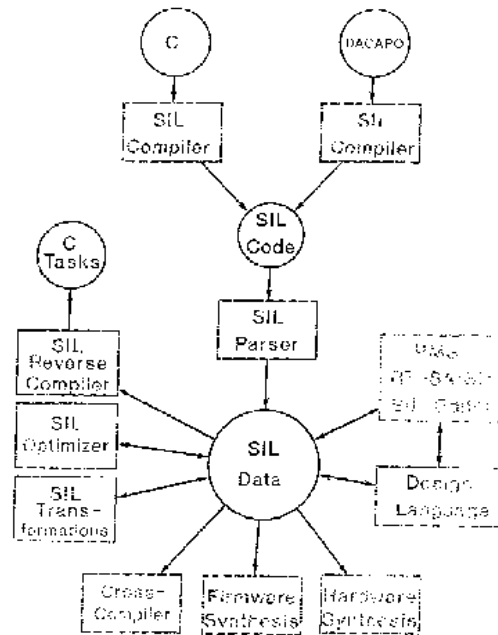 C
DACAPO
SIL
Compiler
Compiler
SIL
Code
C
Tasks
SIL
Parser
SIL
Reverse
Compiler
SIL
Optimizer
SIL
Trans-
formations
SIL
Data
Design
Language
Cross-
Compiler
Firmware
Synthesis
Hardware
Synthesis